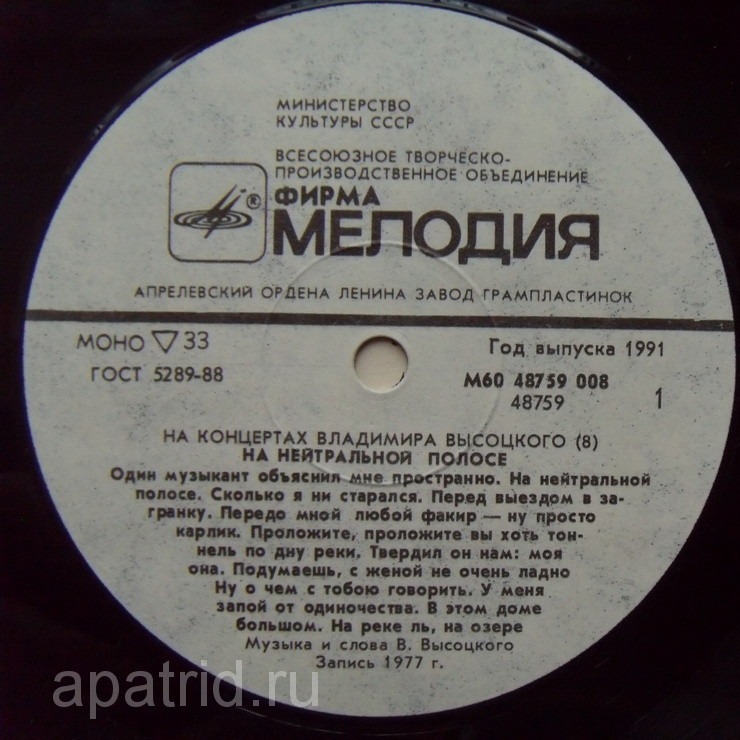 МИНИСТЕРСТВО
КУЛЬТУРЫ СССР
ВСЕСОЮЗНОЕ ТВОРЧЕСКО-
ПРОИЗВОДСТВЕННОЕ ОБЪЕДИНЕНИЕ
®
ФИРМА
МЕЛОДИЯ
АПРЕЛЕВСКИЙ ОРДЕНА ЛЕНИНА ЗАВОД ГРАМПЛАСТИНОК
МОНО ▽ 33
Год выпуска 1991
ГОСТ 5289-88
М60 48759 008
48759
1
НА КОНЦЕРТАХ ВЛАДИМИРА ВЫСОЦКОГО (8)
НА НЕЙТРАЛЬНОЙ ПОЛОСЕ
Один музыкант объяснил мне пространно. На нейтральной
полосе. Сколько я ни старался. Перед выездом в за-
гранку. Передо мной любой факир — ну просто
карлик. Проложите, проложите вы хоть тон-
нель по дну реки. Твердил он нам: моя
она. Подумаешь, с женой не очень ладно
Ну о чем с тобою говорить. У меня
запой от одиночества. В этом доме
большом. На реке ль, на озере
Музыка и слова В. Высоцкого
Запись 1977 г.
apatrid.ru